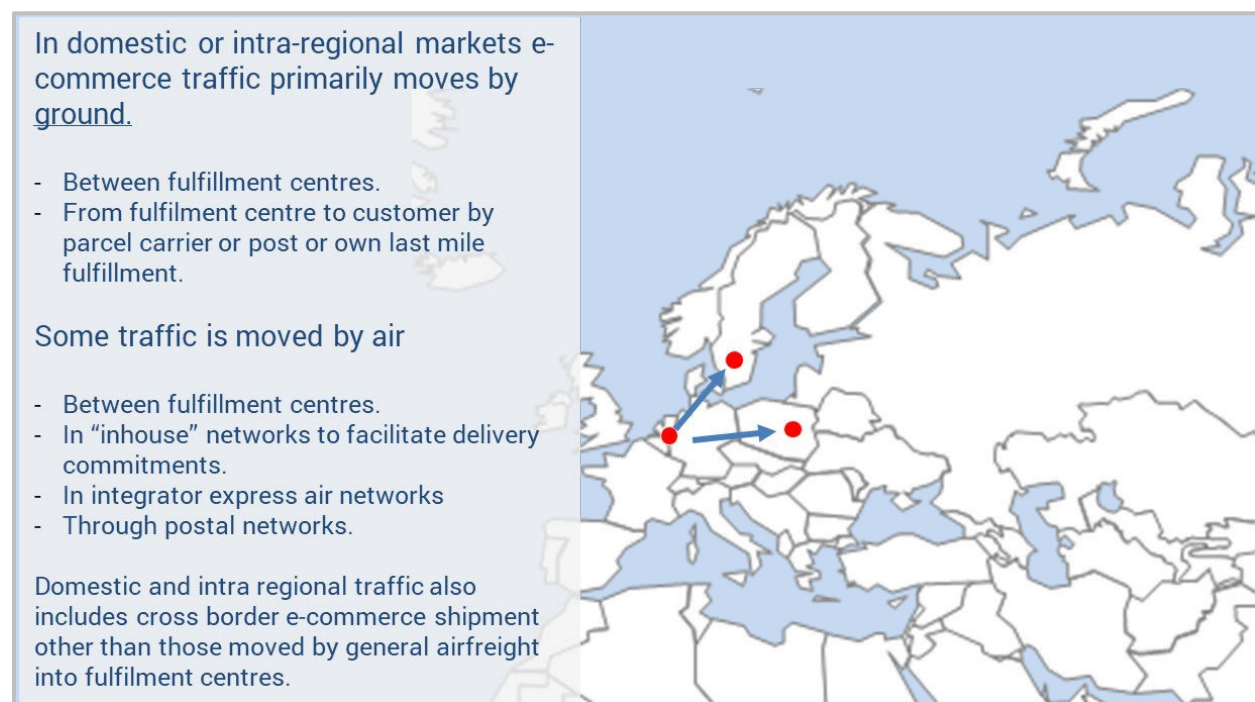 In domestic or intra-regional markets e-
commerce traffic primarily moves by
ground.
- Between fulfillment centres.
- From fulfilment centre to customer by
parcel carrier or post or own last mile
fulfillment.
Some traffic is moved by air
- Between fulfillment centres.
- In “inhouse” networks to facilitate delivery
commitments.
- In integrator express air networks
- Through postal networks.
Domestic and intra regional traffic also
includes cross border e-commerce shipment
other than those moved by general airfreight
into fulfilment centres.